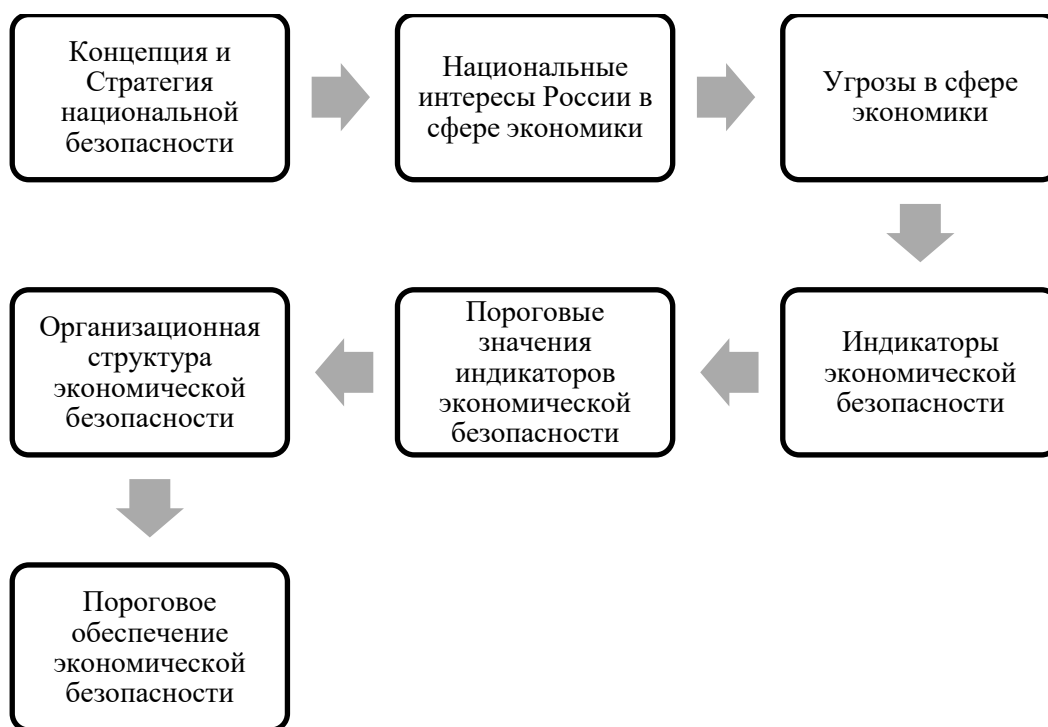 Концепция и
Стратегия
национальной
безопасности
Национальные
интересы России в
сфере экономики
Угрозы в сфере
экономики
Индикаторы
экономической
безопасности
Пороговые
значения
индикаторов
экономической
безопасности
Организационная
структура
экономической
безопасности
Пороговое
обеспечение
экономической
безопасности